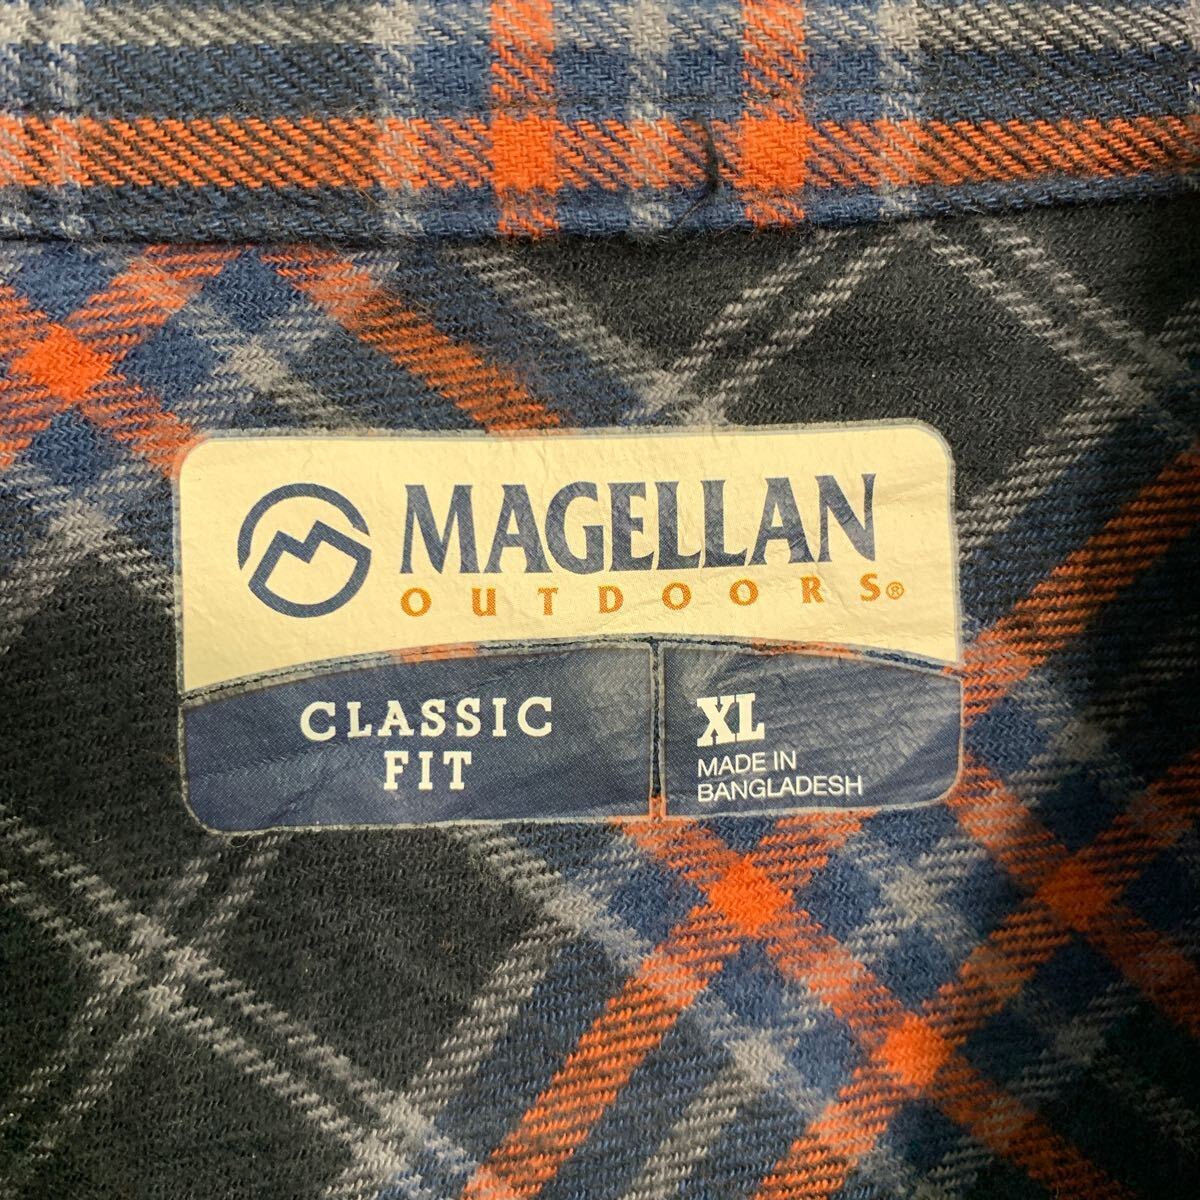 MAGELLAN
OUTDOORS®
CLASSIC
FIT
XL
MADE IN
BANGLADESH